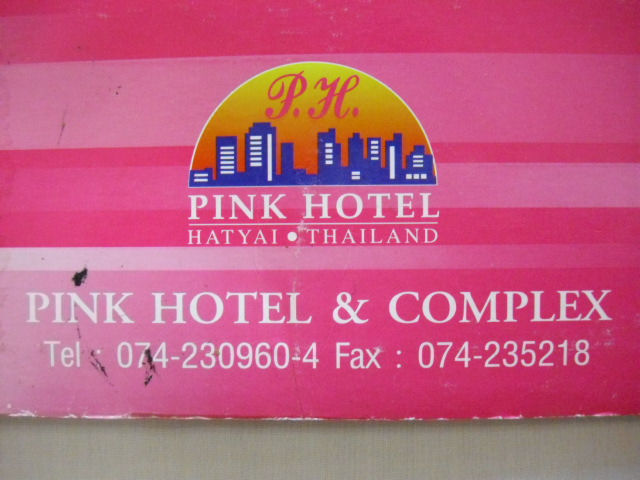 P.H.
PINK HOTEL
HATYAI • THAILAND
PINK HOTEL & COMPLEX
Tel : 074-230960-4 Fax : 074-235218